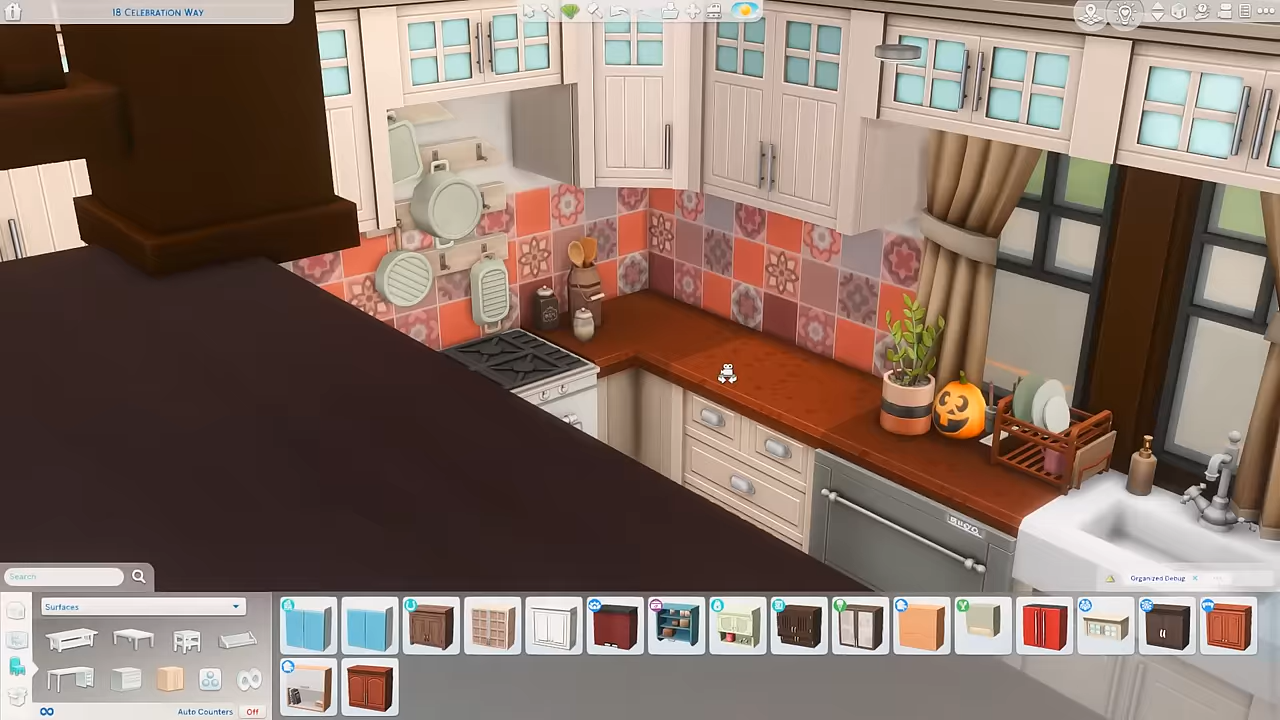 18 Celebration Way
Search
Organized Debug
Surfaces
Auto Counters
Off